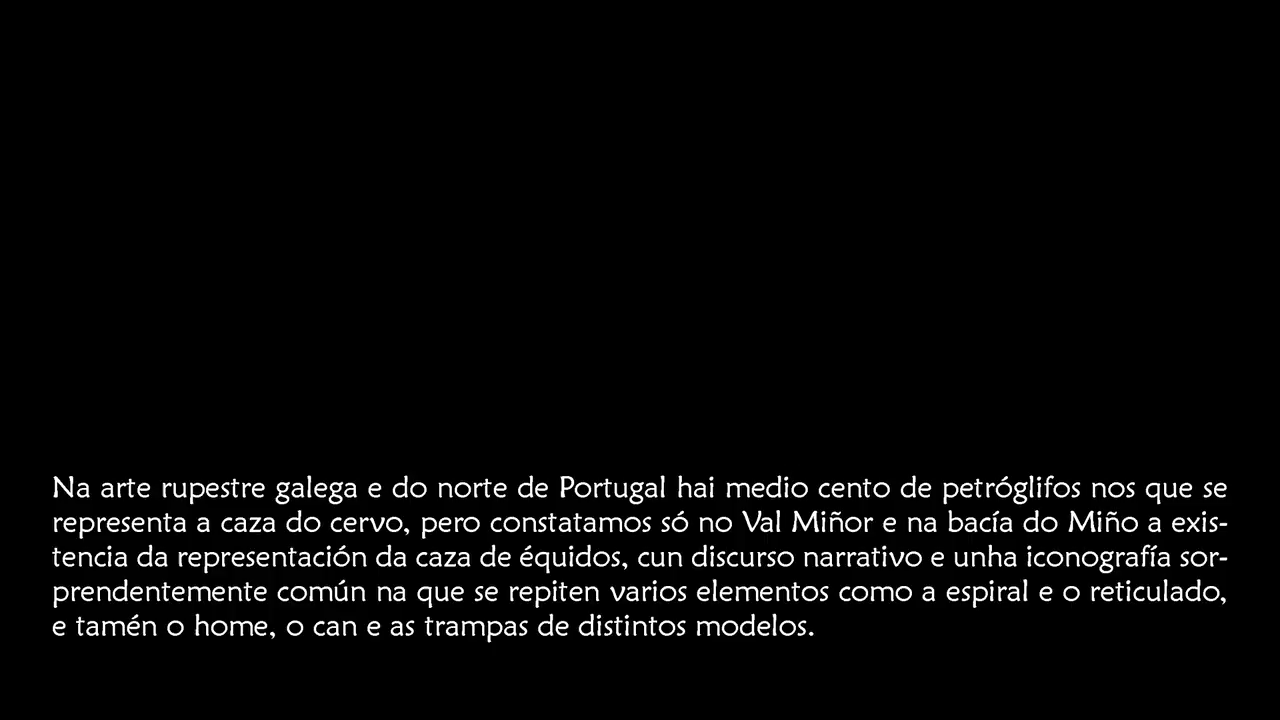 Na arte rupestre galega e do norte de Portugal hai medio cento de petróglifos nos que se
representa a caza do cervo, pero constatamos só no Val Miñor e na bacía do Miño a exis-
tencia da representación da caza de équidos, cun discurso narrativo e unha iconografía sor-
prendentemente común na que se repiten varios elementos como a espiral e o reticulado,
e tamén o home, o can e as trampas de distintos modelos.